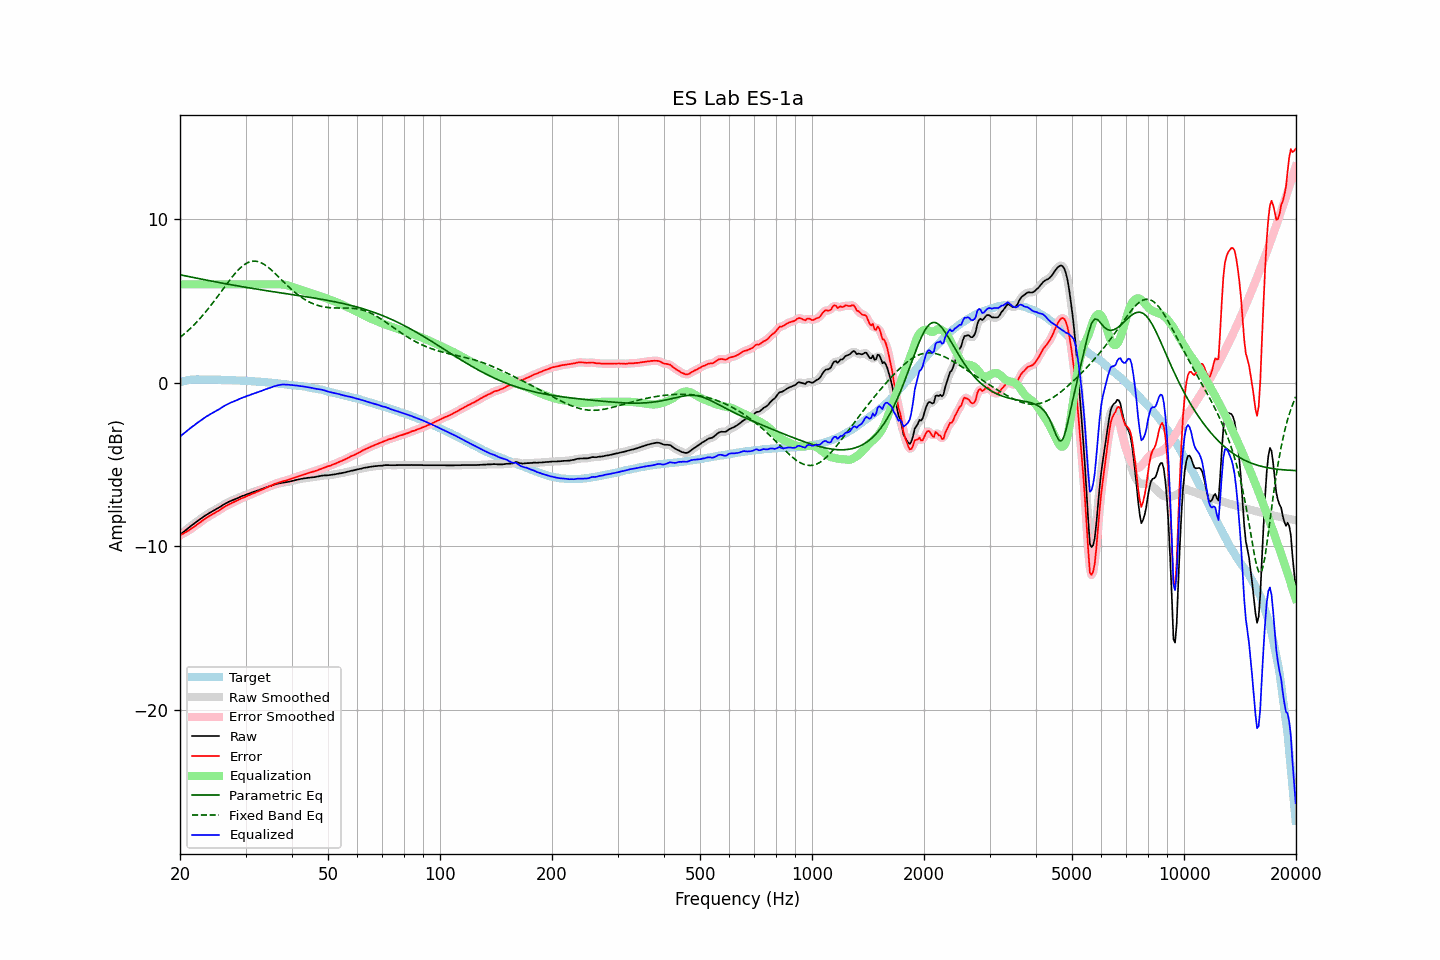 ES Lab ES-1a
Amplitude (dBr)
10
0
−10
−20
Target
Raw Smoothed
Error Smoothed
Raw
Error
Equalization
Parametric Eq
Fixed Band Eq
Equalized
20 50 100 200 500 1000 2000 5000 10000 20000
Frequency (Hz)